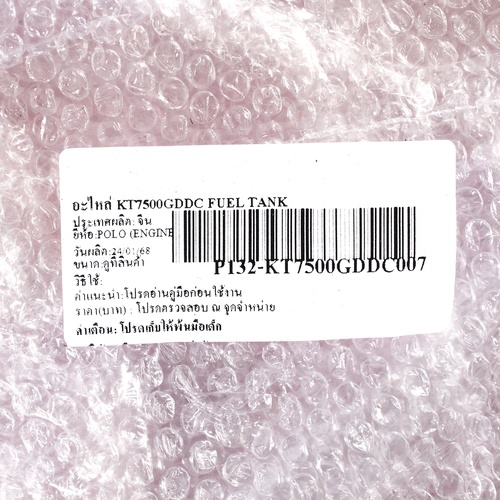 อะไหล่ KT7500GDDC FUEL TANK
ประเทศผลิต: จีน
ยี่ห้อ:POLO (ENGINE
วันผลิต:24/01/68
ขนาด:ดูที่สินค้า
P132-KT7500GDDC007
วิธีใช้:
คำแนะนำ:โปรดอ่านคู่มือก่อนใช้งาน
ราคา(บาท) : โปรดตรวจสอบ ณ จุดจำหน่าย
คำเตือน: โปรดเก็บให้พ้นมือเด็ก